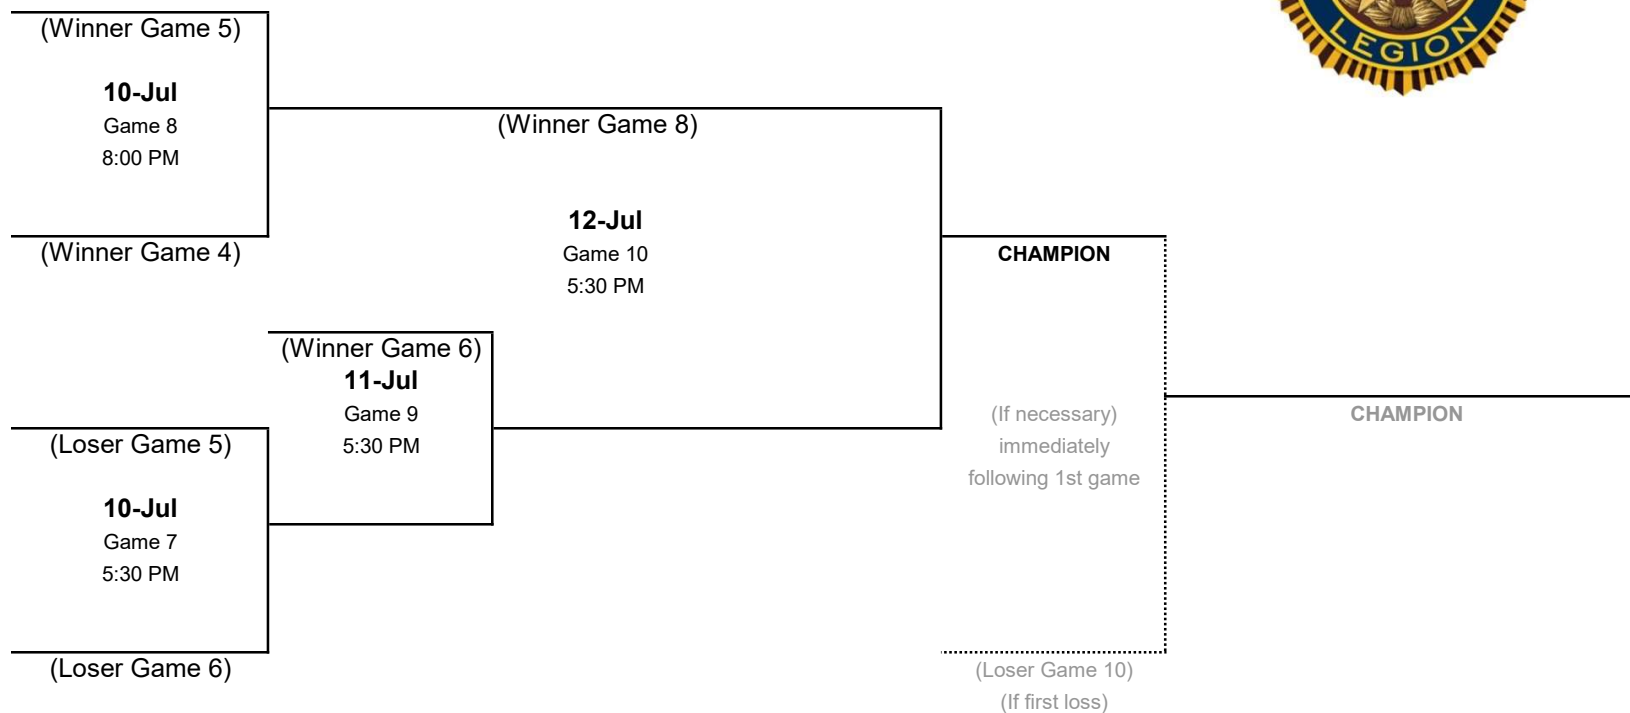 (Winner Game 5)
10-Jul
Game 8
8:00 PM
(Winner Game 4)
LEGION
(Winner Game 8)
12-Jul
Game 10
5:30 PM
CHAMPION
(Winner Game 6)
11-Jul
Game 9
5:30 PM
(If necessary)
immediately
following 1st game
CHAMPION
(Loser Game 5)
10-Jul
Game 7
5:30 PM
(Loser Game 6)
(Loser Game 10)
(If first loss)